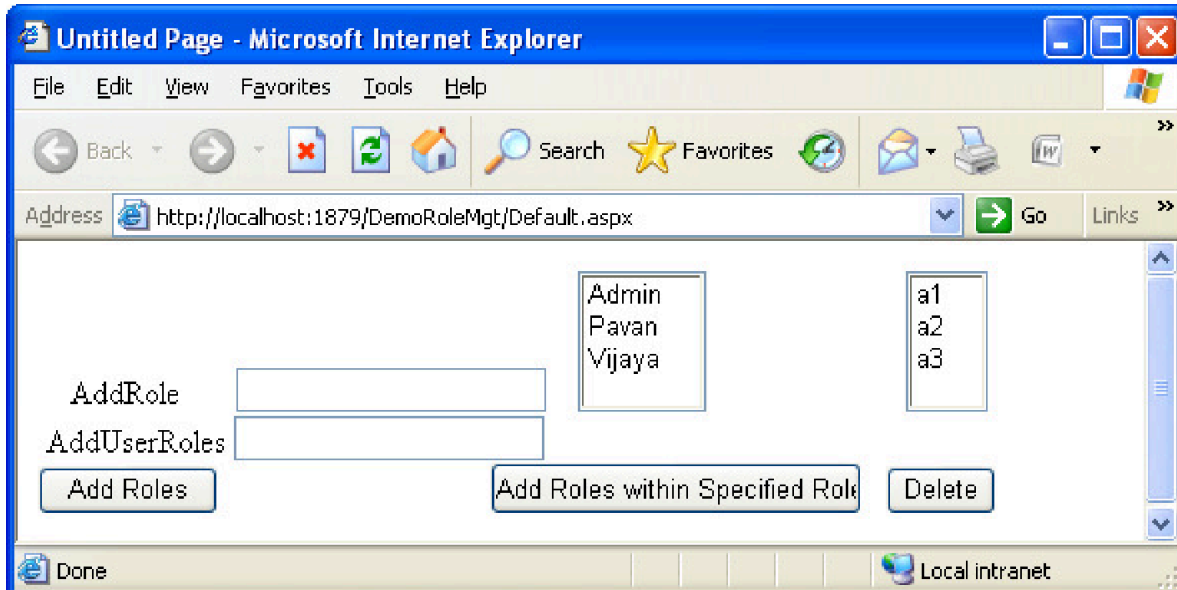 Untitled Page - Microsoft Internet Explorer
File Edit View Favorites Tools Help
Back Search Favorites
Address http://localhost:1879/DemoRoleMgt/Default.aspx Go Links
Admin
Pavan
Vijaya
a1
a2
a3
AddRole
AddUserRoles
Add Roles Add Roles within Specified Role Delete
Done Local intranet